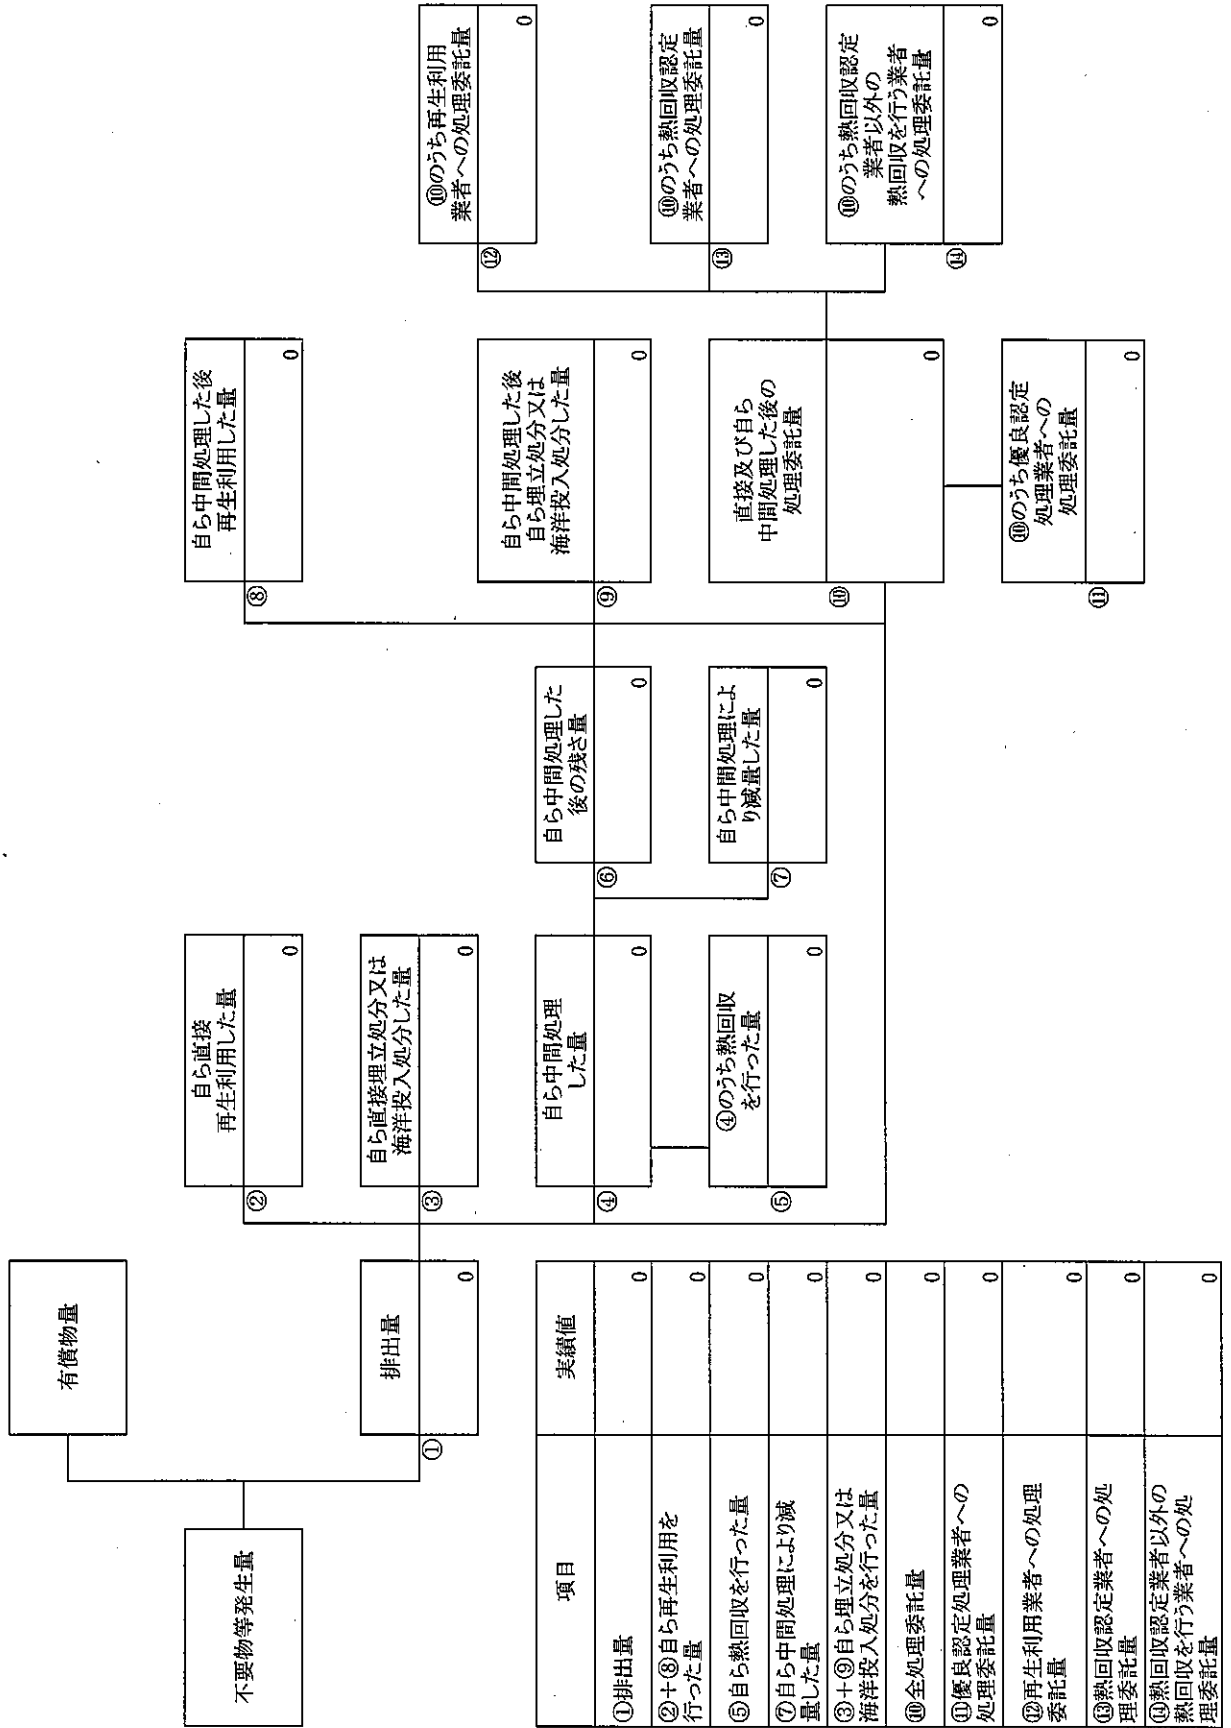 不要物等発生量
有償物量
①
排出量
0
②
自ら直接
再生利用した量
0
③
自ら直接埋立処分又は
海洋投入処分した量
0
④
自ら中間処理
した量
0
⑤
④のうち熱回収
を行った量
0
⑥
自ら中間処理した
後の残さ量
0
⑦
自ら中間処理によ
り減量した量
0
⑧
自ら中間処理した後
再生利用した量
0
⑨
自ら中間処理した後
自ら埋立処分又は
海洋投入処分した量
0
⑩
直接及び自ら
中間処理した後の
処理委託量
0
⑪
⑩のうち優良認定
処理業者への
処理委託量
0
⑫
⑩のうち再生利用
業者への処理委託量
0
⑬
⑩のうち熱回収認定
業者への処理委託量
0
⑭
⑩のうち熱回収認定
業者以外の
熱回収を行う業者
への処理委託量
0
項目 実績値
①排出量 0
②+⑧自ら再生利用を
行った量 0
⑤自ら熱回収を行った量 0
⑦自ら中間処理により減
量した量 0
③+⑨自ら埋立処分又は
海洋投入処分を行った量 0
⑩全処理委託量 0
⑪優良認定処理業者への
処理委託量 0
⑫再生利用業者への処理
委託量 0
⑬熱回収認定業者への処
理委託量 0
⑭熱回収認定業者以外の
熱回収を行う業者への処
理委託量 0